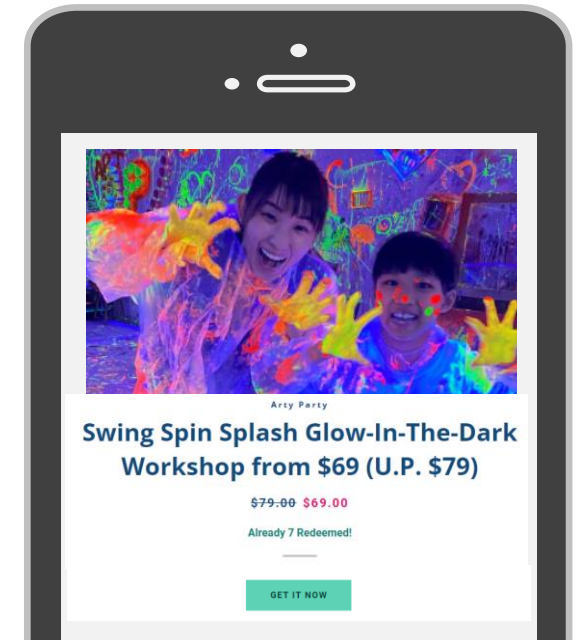 Arty Party
Swing Spin Splash Glow-In-The-Dark
Workshop from $69 (U.P. $79)
$79.00 $69.00
Already 7 Redeemed!
GET IT NOW